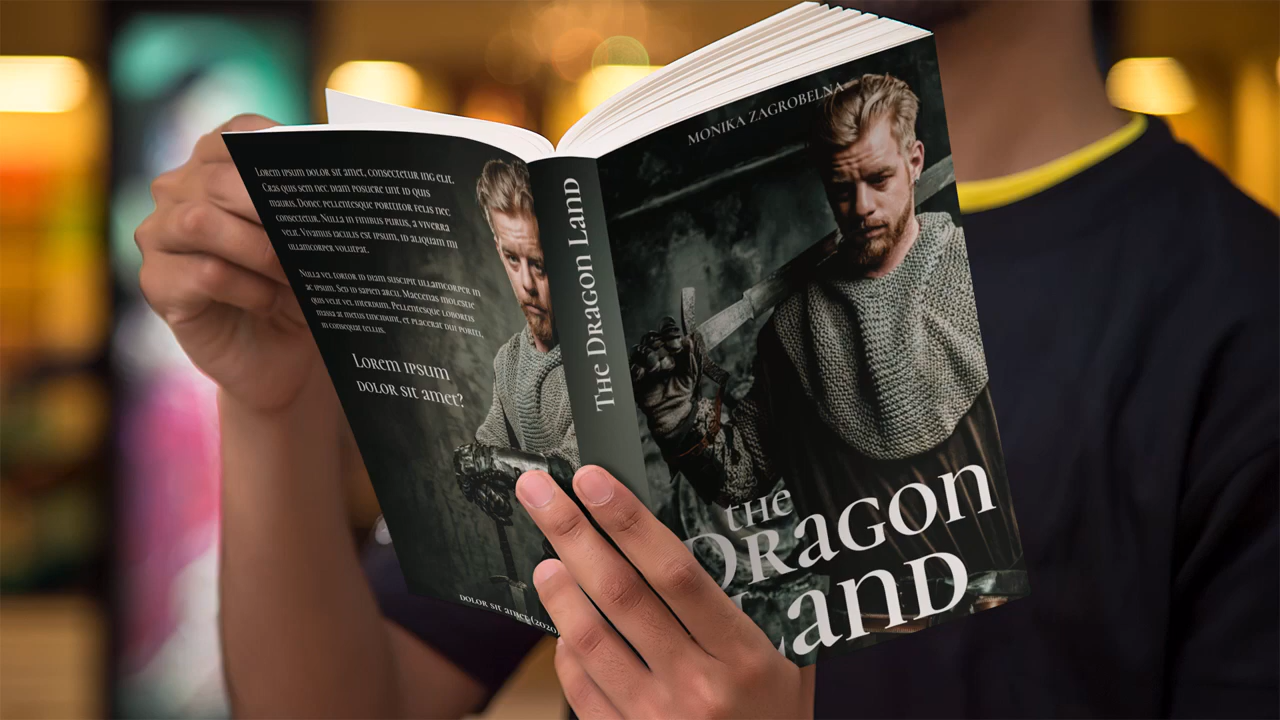 Lorem ipsum dolor sit amet, consectetur ing elit.
Cras quis sem nec diam posuere unt id quis
mauris. Donec pellentesque porttitor felis nec
consectetur. Nulla in finibus purus, a viverra
velit. Vivamus iaculis est ipsum, id aliquam mi
ullamcorper volutpat.
Nulla vel tortor id diam suscipit ullamcorper in
ac ipsum. Sed id sapien arcu. Maecenas molestie
quis velit vel interdum. Pellentesque lobortis
massa at metus tincidunt, et placerat dui porta.
in consequat tellus.
Lorem ipsum
dolor sit amet?
dolor sit amet (2020)
The Dragon Land
MONIKA ZAGROBELNA
The
Dragon
Land